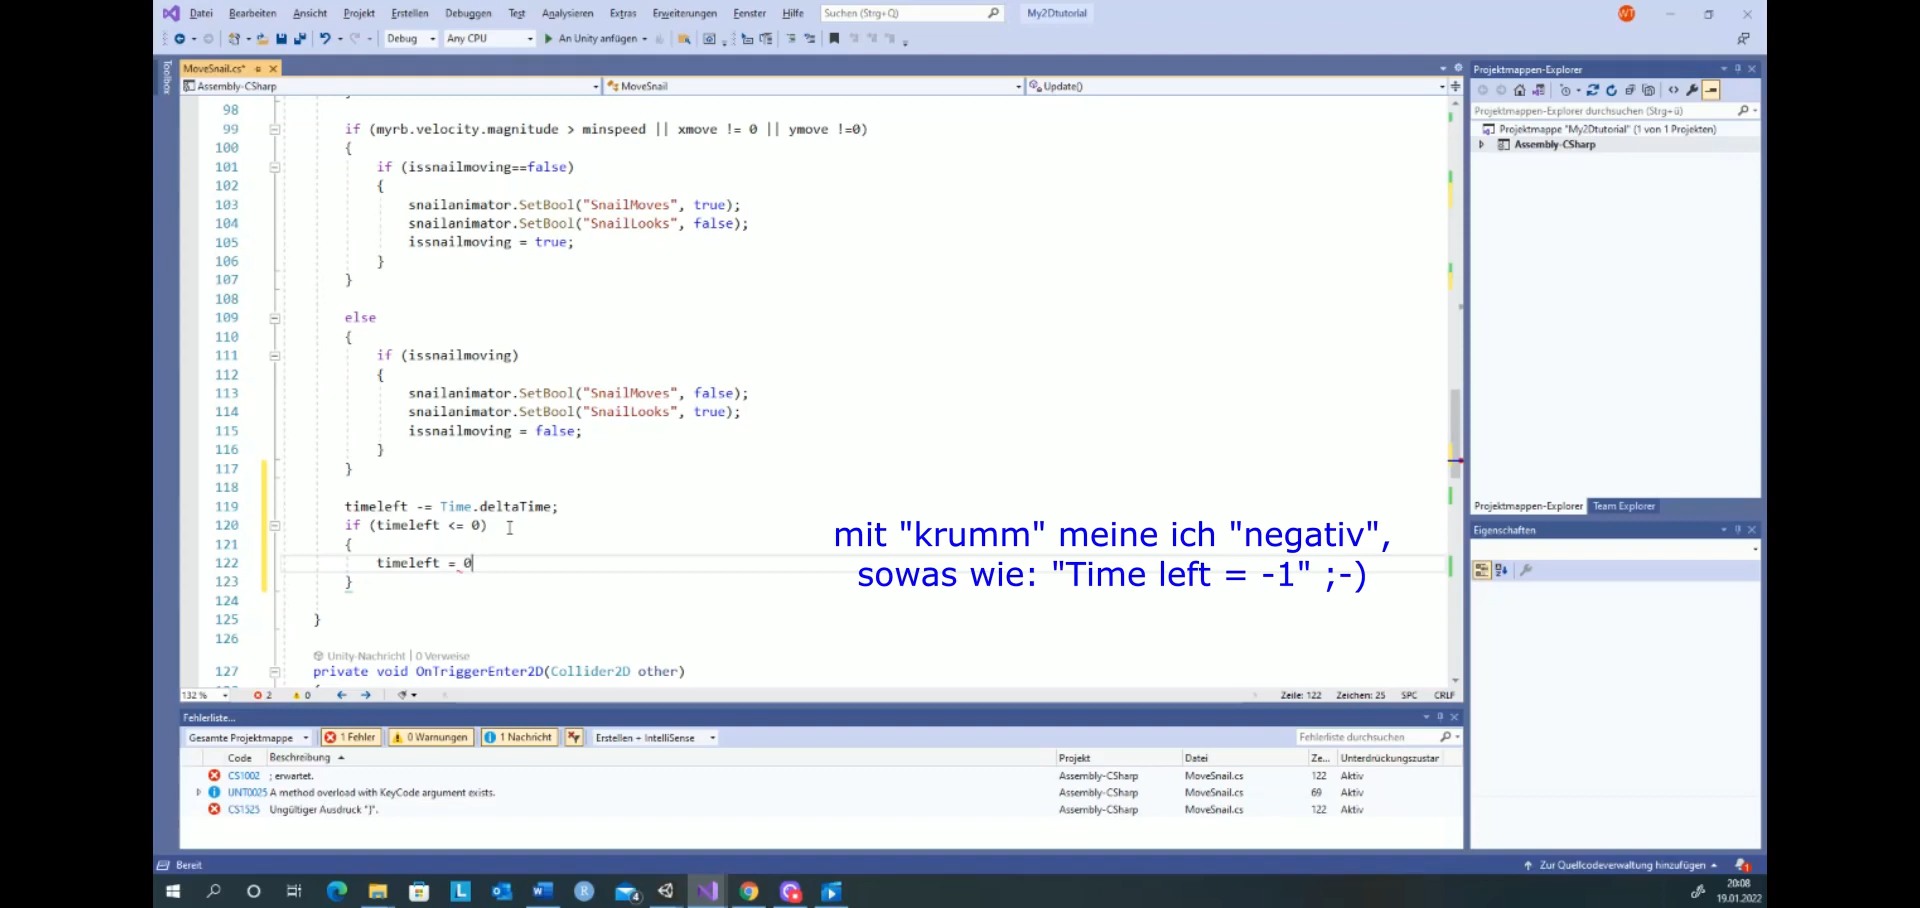 Datei Bearbeiten Ansicht Projekt Erstellen Debuggen Test Analysieren Extras Erweiterungen Fenster Hilfe Suchen (Strg+Q) My2Dtutorial WT
Debug Any CPU An Unity anfügen
Toolbox
MoveSnail.cs*
Assembly-CSharp MoveSnail Update()
98
99 if (myrb.velocity.magnitude > minspeed || xmove != 0 || ymove !=0)
100 {
101 if (issnailmoving==false)
102 {
103 snailanimator.SetBool("SnailMoves", true);
104 snailanimator.SetBool("SnailLooks", false);
105 issnailmoving = true;
106 }
107 }
108
109 else
110 {
111 if (issnailmoving)
112 {
113 snailanimator.SetBool("SnailMoves", false);
114 snailanimator.SetBool("SnailLooks", true);
115 issnailmoving = false;
116 }
117 }
118
119 timeleft -= Time.deltaTime;
120 if (timeleft <= 0)
121 {
122 timeleft = 0
123 }
124
125 }
126
Unity-Nachricht | 0 Verweise
127 private void OnTriggerEnter2D(Collider2D other)
mit "krumm" meine ich "negativ",
sowas wie: "Time left = -1" ;-)
132 % 2 0 Zeile: 122 Zeichen: 25 SPC CRLF
Projektmappen-Explorer
Projektmappen-Explorer durchsuchen (Strg+ü)
Projektmappe "My2Dtutorial" (1 von 1 Projekten)
Assembly-CSharp
Projektmappen-Explorer Team Explorer
Eigenschaften
Fehlerliste...
Gesamte Projektmappe 1 Fehler 0 Warnungen 1 Nachricht Erstellen + IntelliSense Fehlerliste durchsuchen
Code Beschreibung Projekt Datei Ze... Unterdrückungszustar
CS1002 ; erwartet. Assembly-CSharp MoveSnail.cs 122 Aktiv
UNT0025 A method overload with KeyCode argument exists. Assembly-CSharp MoveSnail.cs 69 Aktiv
CS1525 Ungültiger Ausdruck "}". Assembly-CSharp MoveSnail.cs 122 Aktiv
Bereit Zur Quellcodeverwaltung hinzufügen 1
L W R 4
20:08
19.01.2022